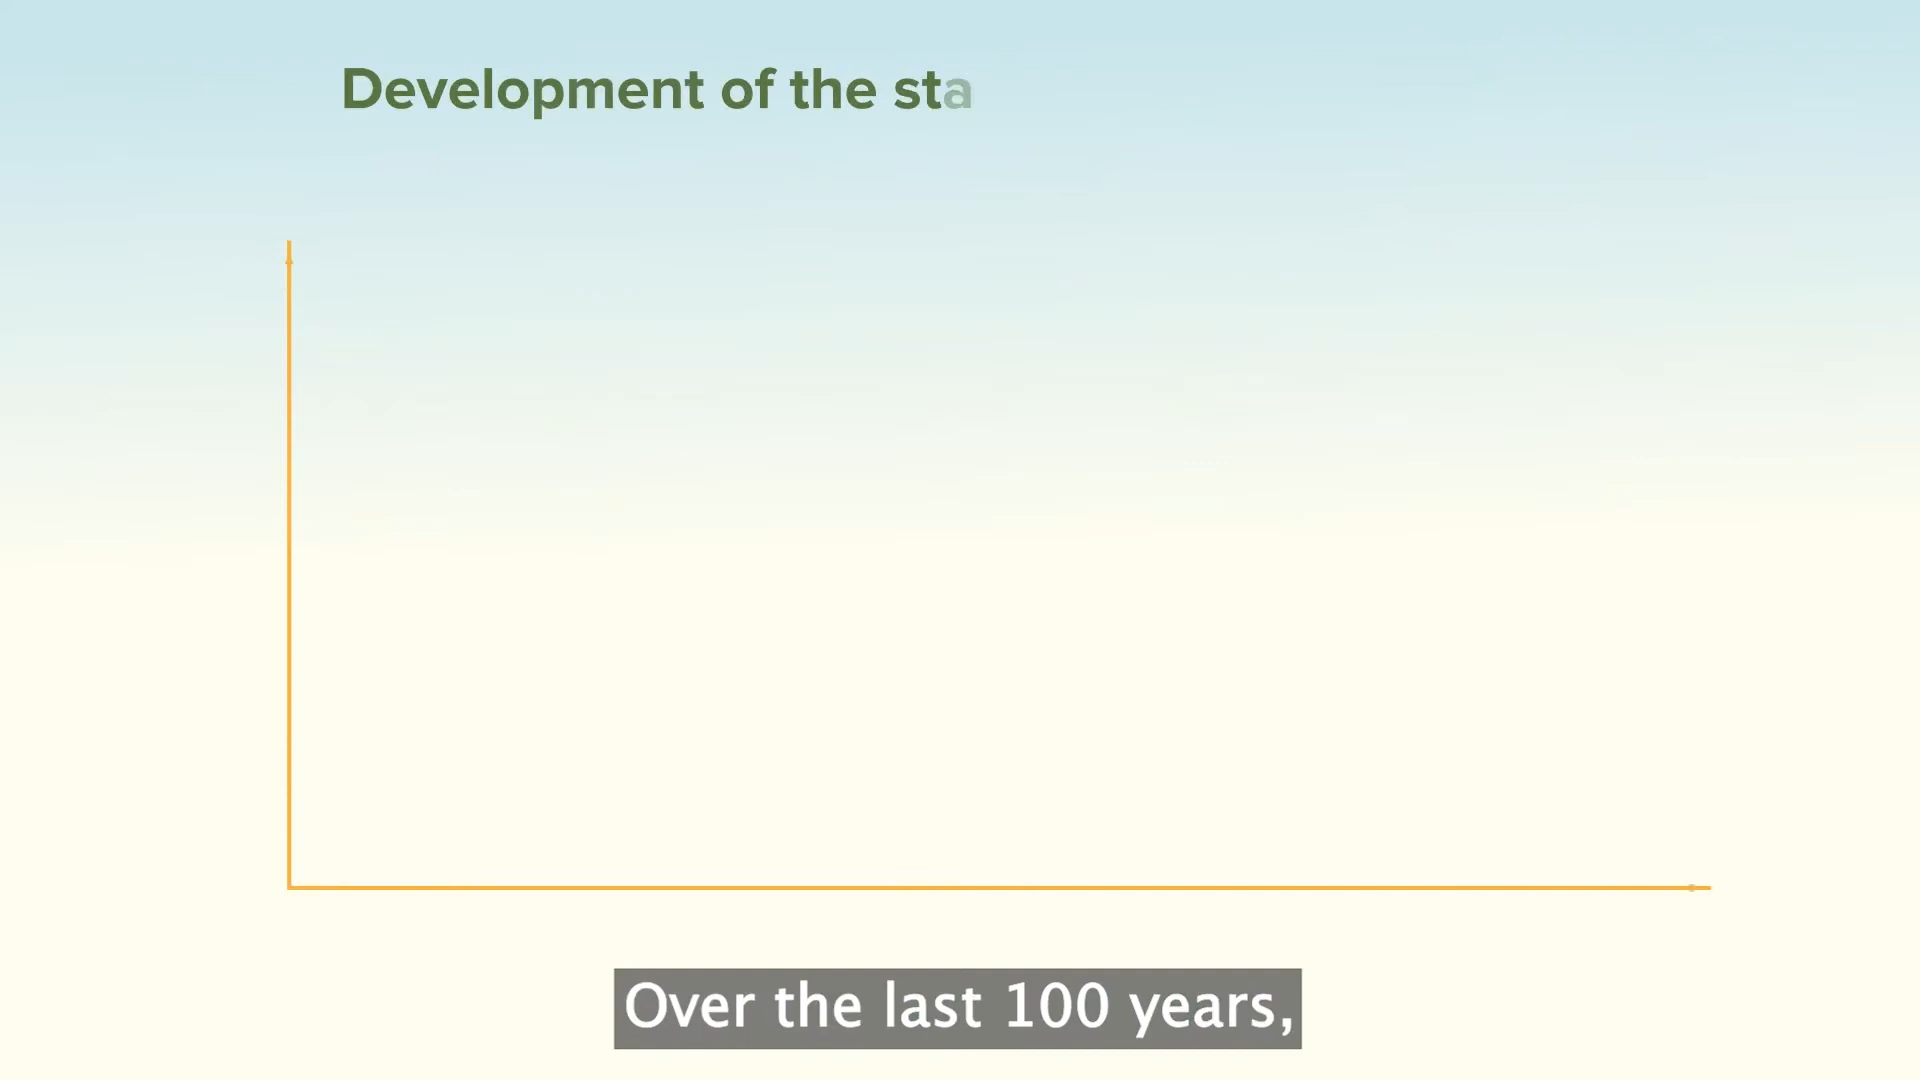 Development of the sta
Over the last 100 years,